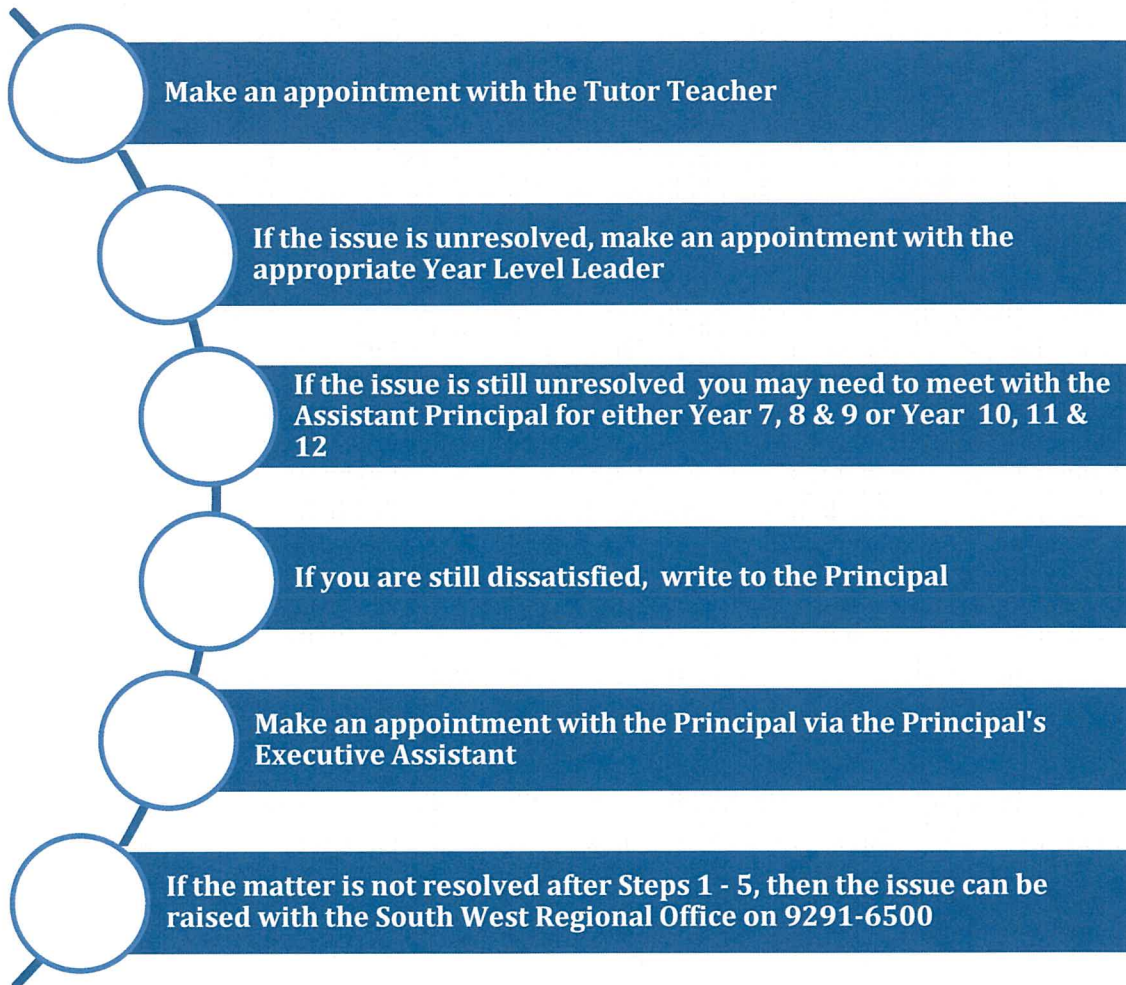 Make an appointment with the Tutor Teacher
If the issue is unresolved, make an appointment with the
appropriate Year Level Leader
If the issue is still unresolved  you may need to meet with the
Assistant Principal for either Year 7, 8 & 9 or Year  10, 11 &
12
If you are still dissatisfied,  write to the Principal
Make an appointment with the Principal via the Principal's
Executive Assistant
If the matter is not resolved after Steps 1 - 5, then the issue can be
raised with the South West Regional Office on 9291-6500